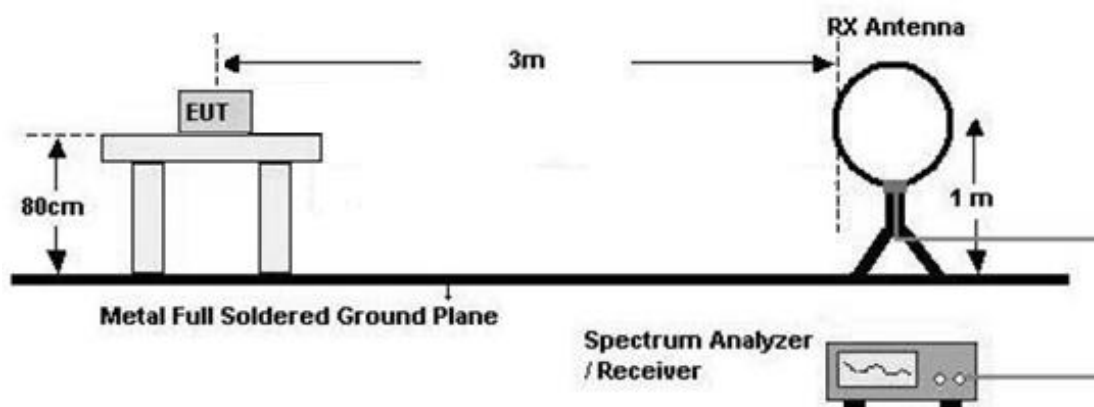 RX Antenna
3m
EUT
80cm
1 m
Metal Full Soldered Ground Plane
Spectrum Analyzer
/ Receiver